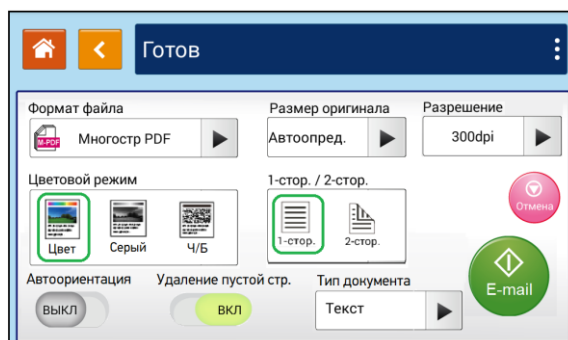 Готов
Формат файла
Размер оригинала
Разрешение
M-PDF
Многостр PDF
Автоопред.
300dpi
Цветовой режим
1-стор. / 2-стор.
Цвет
Серый
Ч/Б
1-стор.
2-стор.
Отмена
Автоориентация
Удаление пустой стр.
Тип документа
ВЫКЛ
ВКЛ
Текст
E-mail